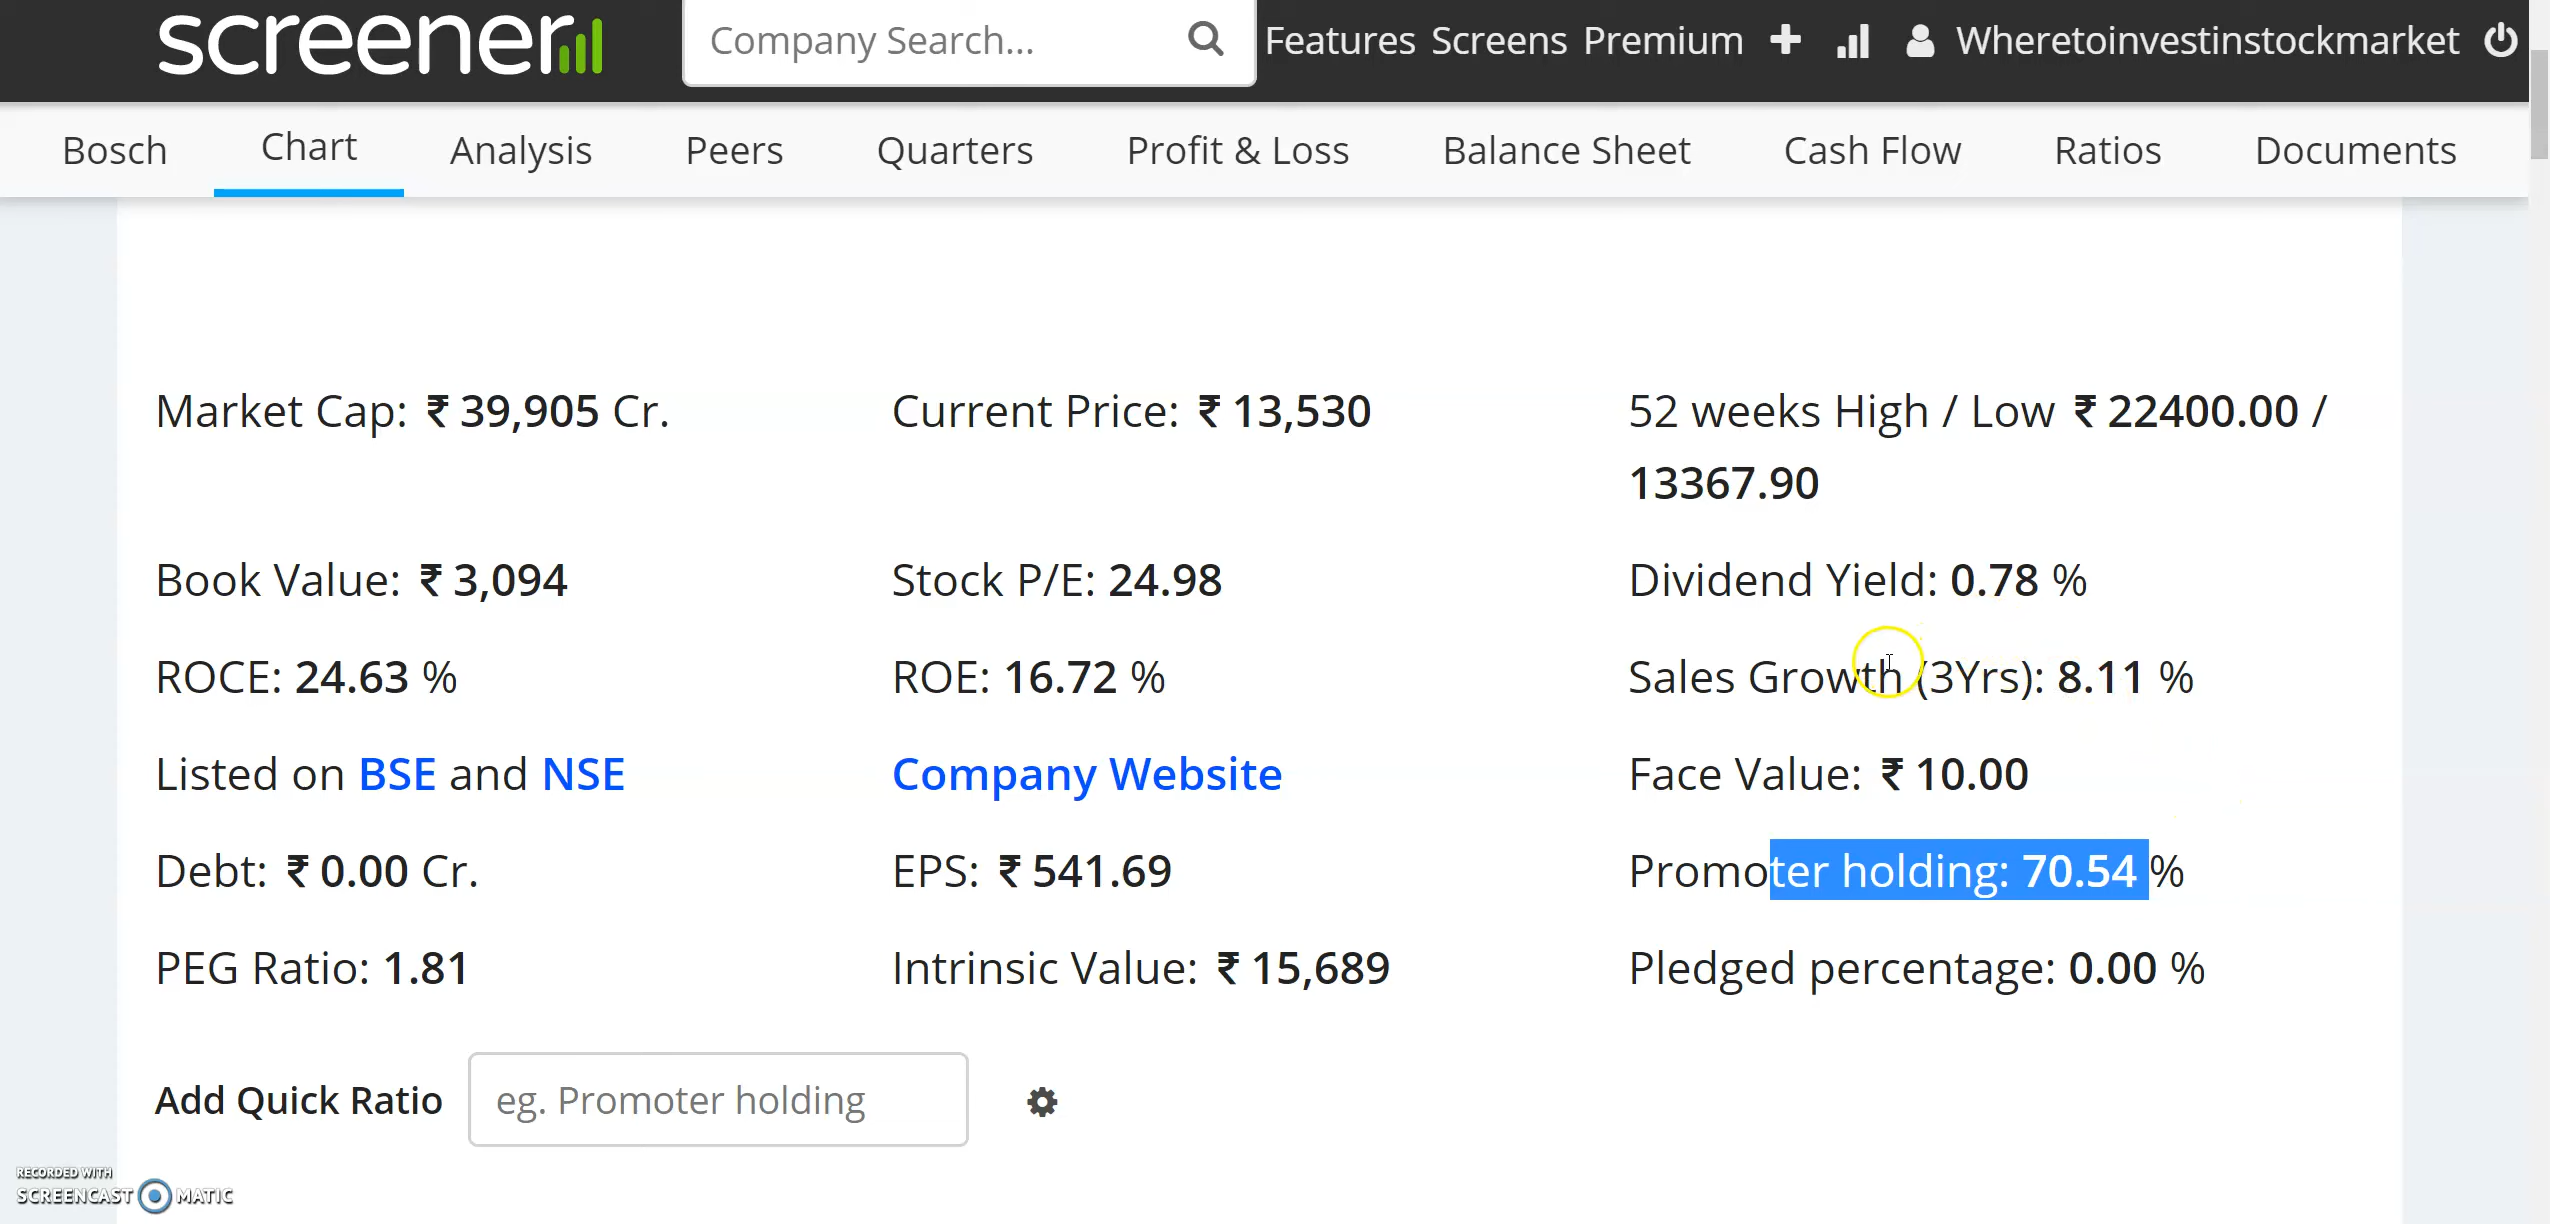 screener
Company Search...
Features Screens Premium Wheretoinvestinstockmarket
Bosch Chart Analysis Peers Quarters Profit & Loss Balance Sheet Cash Flow Ratios Documents
Market Cap: ₹ 39,905 Cr. Current Price: ₹ 13,530 52 weeks High / Low ₹ 22400.00 /
13367.90
Book Value: ₹ 3,094 Stock P/E: 24.98 Dividend Yield: 0.78 %
ROCE: 24.63 % ROE: 16.72 % Sales Growth (3Yrs): 8.11 %
Listed on BSE and NSE Company Website Face Value: ₹ 10.00
Debt: ₹ 0.00 Cr. EPS: ₹ 541.69 Promoter holding: 70.54 %
PEG Ratio: 1.81 Intrinsic Value: ₹ 15,689 Pledged percentage: 0.00 %
Add Quick Ratio eg. Promoter holding
RECORDED WITH
SCREENCAST MATIC